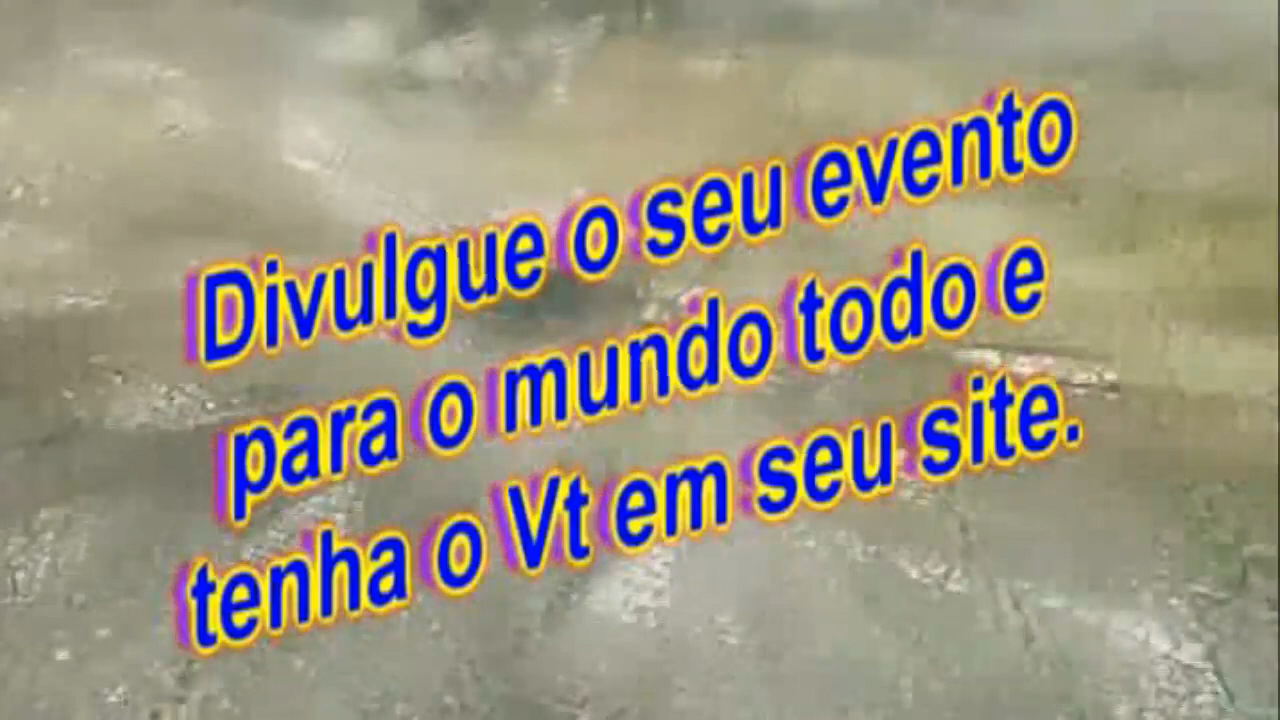 Divulgue o seu evento
para o mundo todo e
tenha o Vt em seu site.